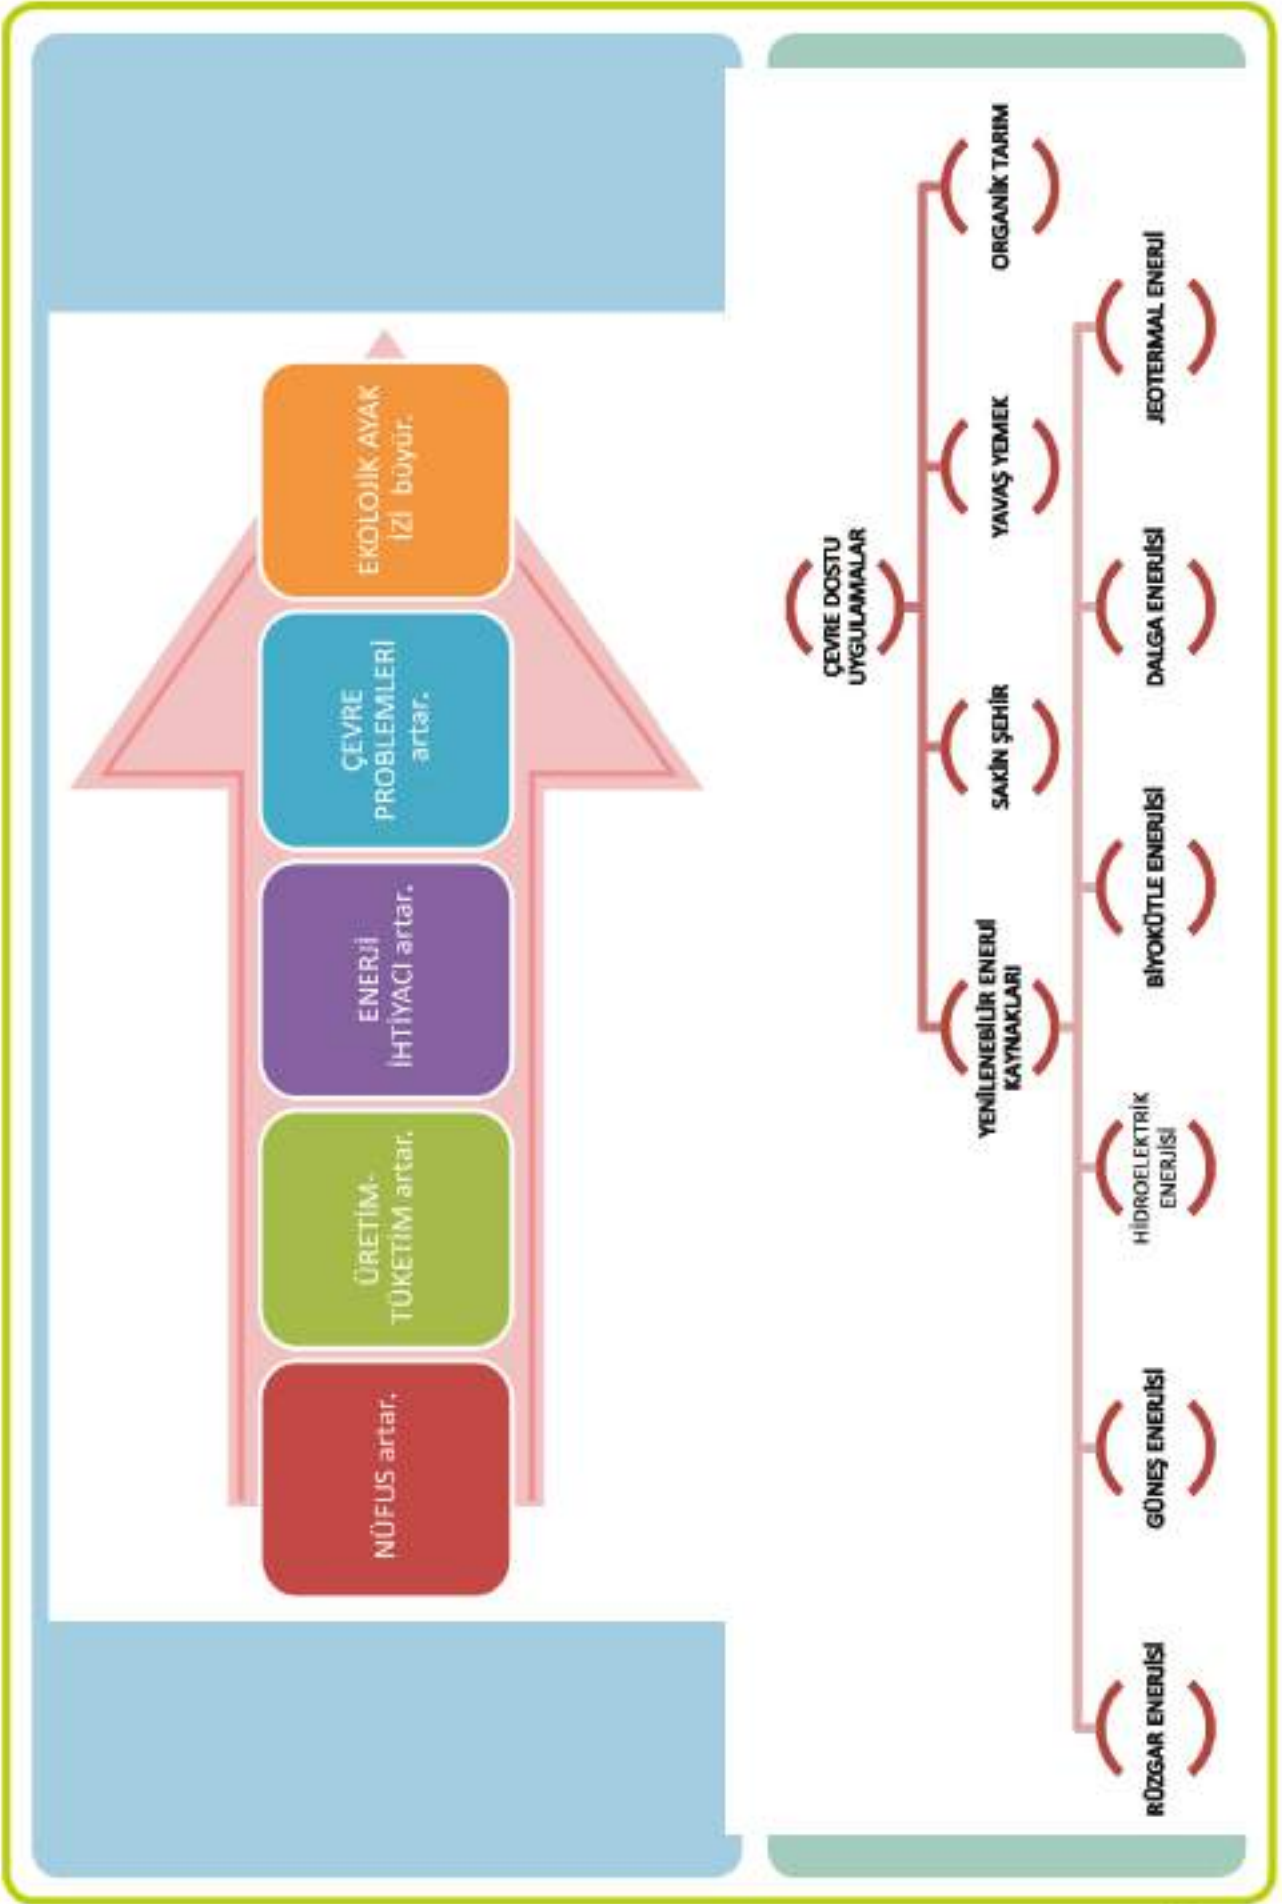 NÜFUS artar.
ÜRETİM-
TÜKETİM artar.
ENERJİ
İHTİYACI artar.
ÇEVRE
PROBLEMLERİ
artar.
EKOLOJİK AYAK
İZİ büyür.
ÇEVRE DOSTU
UYGULAMALAR
YENİLENEBİLİR ENERJİ
KAYNAKLARI
SAKİN ŞEHİR
YAVAŞ YEMEK
ORGANİK TARIM
RÜZGAR ENERJİSİ
GÜNEŞ ENERJİSİ
HİDROELEKTRİK
ENERJİSİ
BİYOKÜTLE ENERJİSİ
DALGA ENERJİSİ
JEOTERMAL ENERJİ